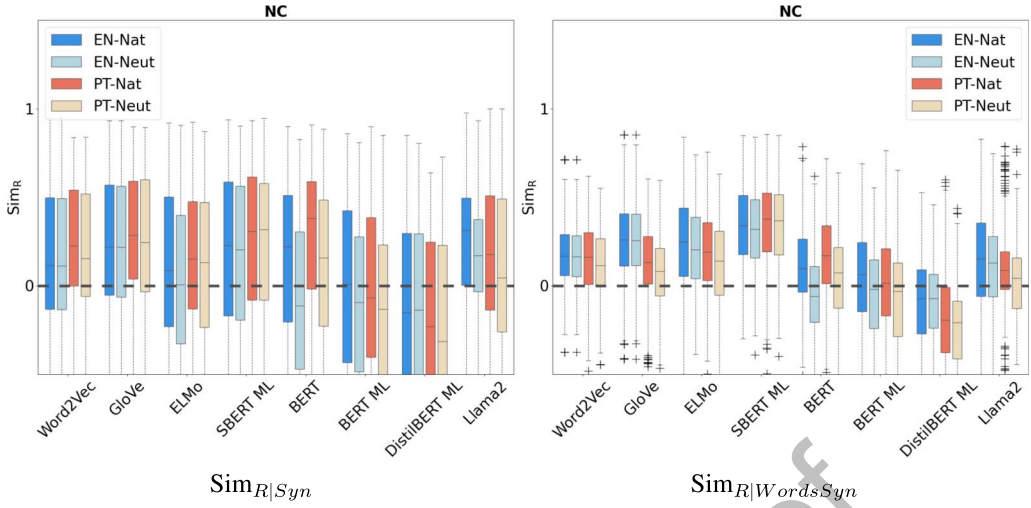 NC
EN-Nat
EN-Neut
PT-Nat
PT-Neut
1
0
Sim_R
Word2Vec
GloVe
ELMo
SBERT ML
BERT
BERT ML
DistilBERT ML
Llama2
Sim_{R|Syn}
NC
EN-Nat
EN-Neut
PT-Nat
PT-Neut
1
0
Sim_R
Word2Vec
GloVe
ELMo
SBERT ML
BERT
BERT ML
DistilBERT ML
Llama2
Sim_{R|WordsSyn}